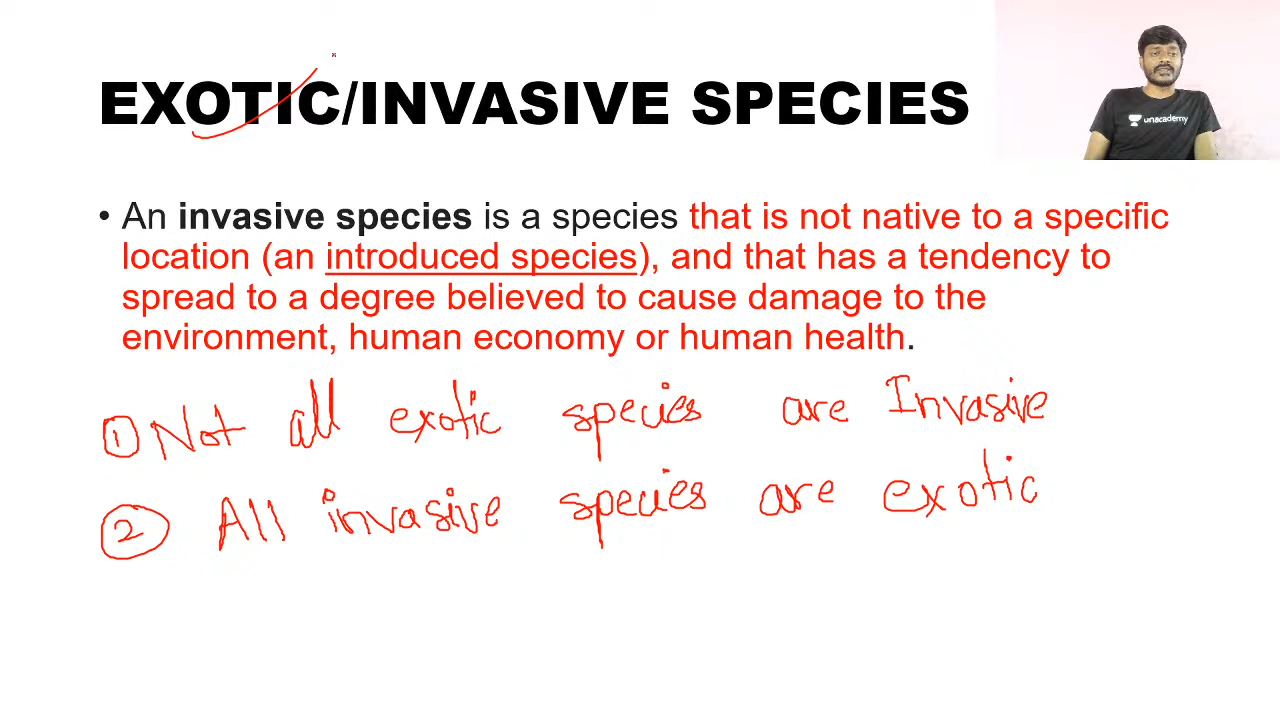 EXOTIC/INVASIVE SPECIES
unacademy
• An invasive species is a species that is not native to a specific
location (an introduced species), and that has a tendency to
spread to a degree believed to cause damage to the
environment, human economy or human health.
① Not all exotic species are Invasive
② All invasive species are exotic